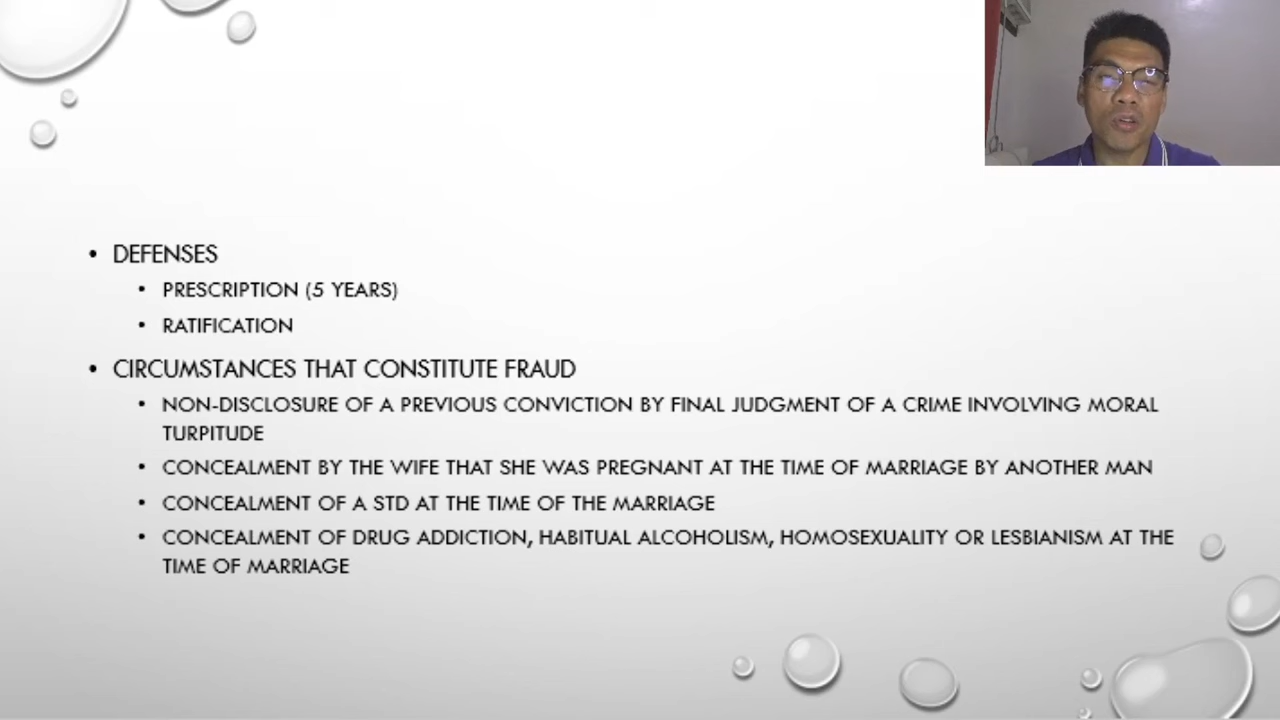 • DEFENSES
• PRESCRIPTION (5 YEARS)
• RATIFICATION
• CIRCUMSTANCES THAT CONSTITUTE FRAUD
• NON-DISCLOSURE OF A PREVIOUS CONVICTION BY FINAL JUDGMENT OF A CRIME INVOLVING MORAL
TURPITUDE
• CONCEALMENT BY THE WIFE THAT SHE WAS PREGNANT AT THE TIME OF MARRIAGE BY ANOTHER MAN
• CONCEALMENT OF A STD AT THE TIME OF THE MARRIAGE
• CONCEALMENT OF DRUG ADDICTION, HABITUAL ALCOHOLISM, HOMOSEXUALITY OR LESBIANISM AT THE
TIME OF MARRIAGE